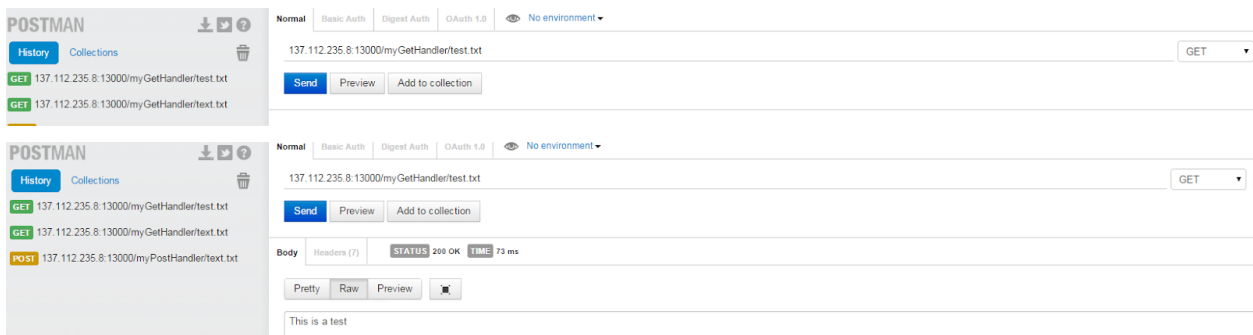 POSTMAN
Normal Basic Auth Digest Auth OAuth 1.0 No environment
History Collections
137.112.235.8:13000/myGetHandler/test.txt GET
GET 137.112.235.8:13000/myGetHandler/test.txt
Send Preview Add to collection
GET 137.112.235.8:13000/myGetHandler/text.txt
POSTMAN
Normal Basic Auth Digest Auth OAuth 1.0 No environment
History Collections
137.112.235.8:13000/myGetHandler/test.txt GET
GET 137.112.235.8:13000/myGetHandler/test.txt
Send Preview Add to collection
GET 137.112.235.8:13000/myGetHandler/text.txt
POST 137.112.235.8:13000/myPostHandler/text.txt
Body Headers (7) STATUS 200 OK TIME 73 ms
Pretty Raw Preview
This is a test